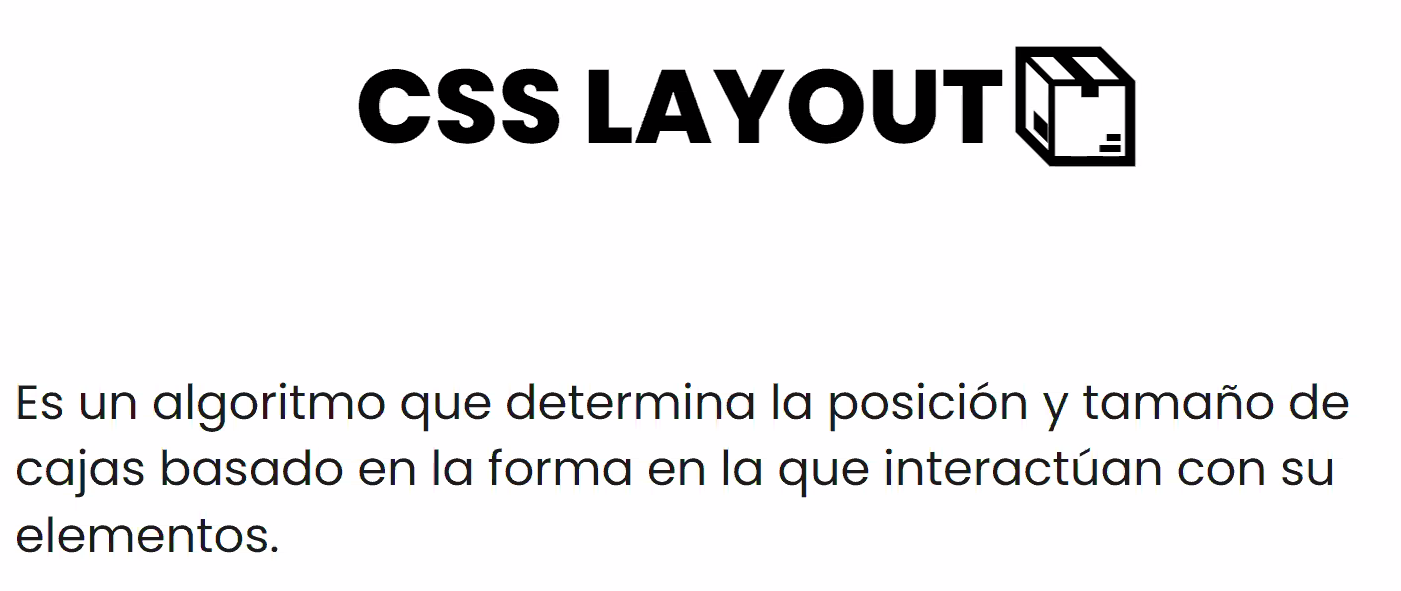 CSS LAYOUT
Es un algoritmo que determina la posición y tamaño de
cajas basado en la forma en la que interactúan con su
elementos.